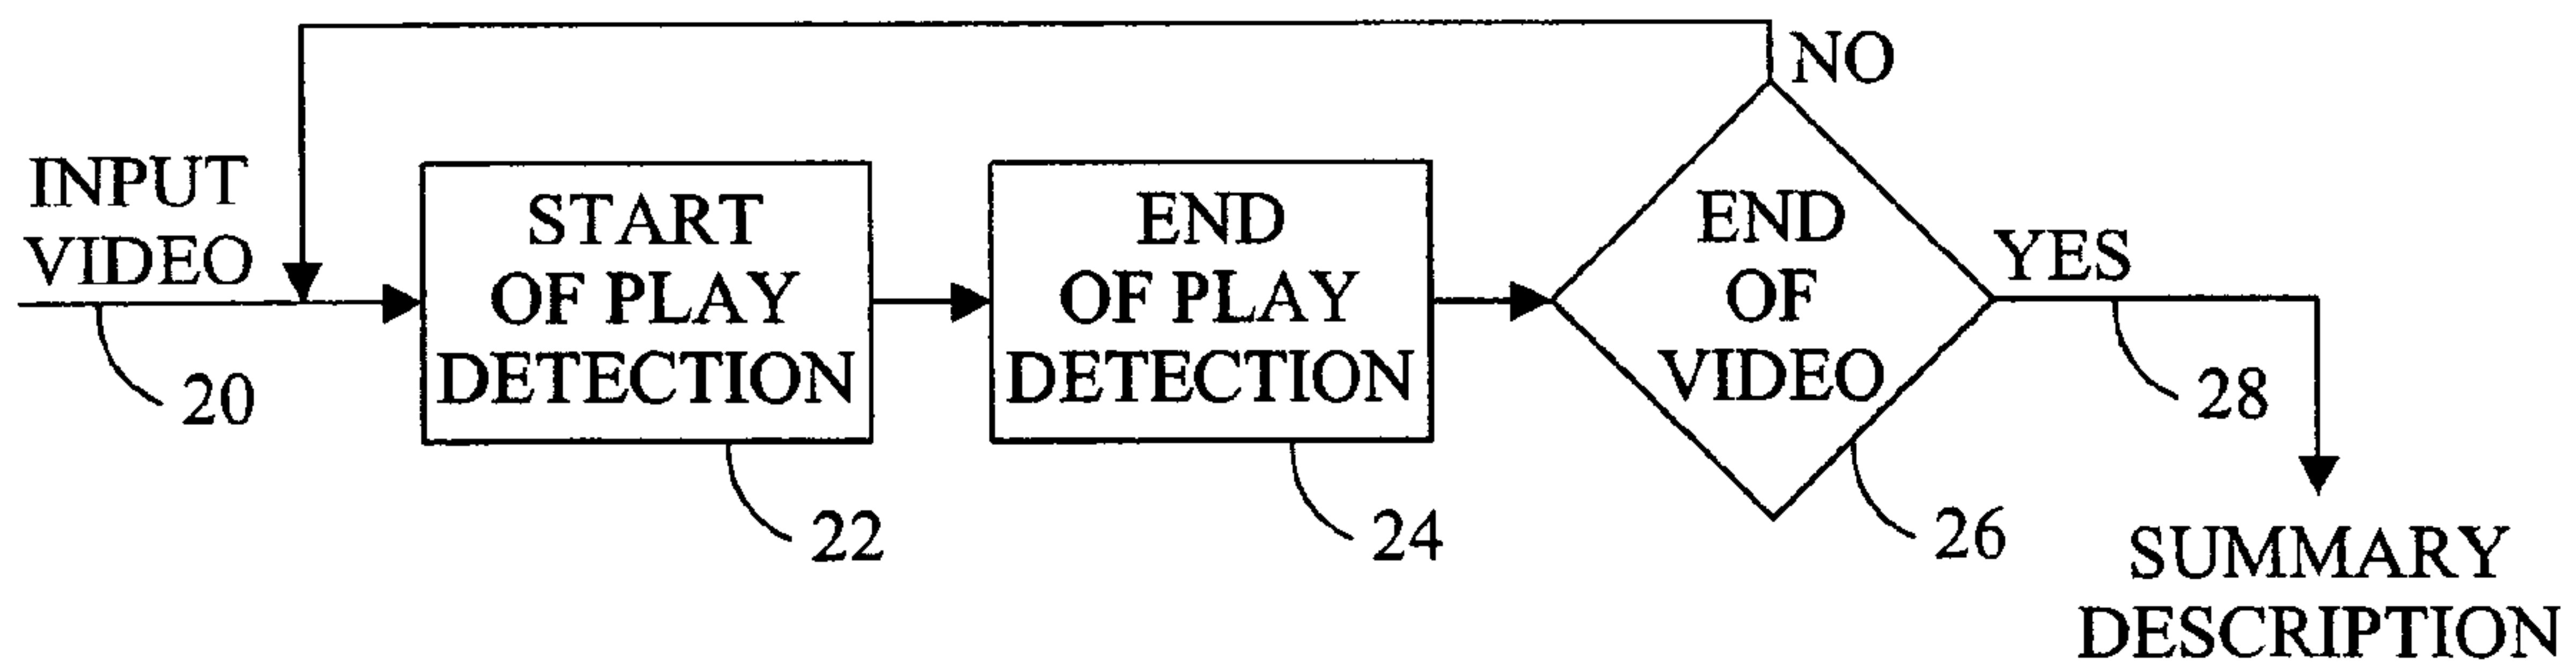 NO
INPUT
VIDEO
START
OF PLAY
DETECTION
END
OF PLAY
DETECTION
END
OF
VIDEO
YES
20
22
24
26
28
SUMMARY
DESCRIPTION